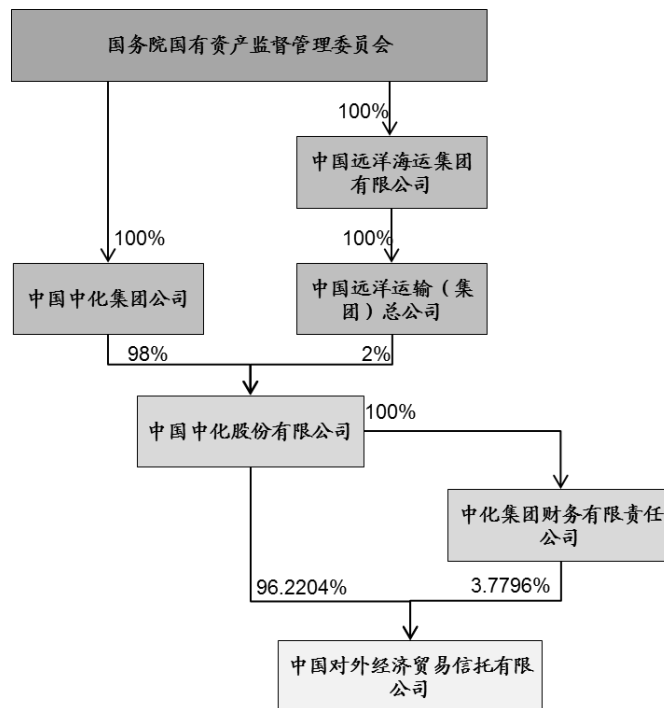 国务院国有资产监督管理委员会
100%
中国远洋海运集团
有限公司
100%
100%
中国中化集团公司
中国远洋运输（集
团）总公司
98%
2%
中国中化股份有限公司
100%
中化集团财务有限责任
公司
96.2204%
3.7796%
中国对外经济贸易信托有限
公司